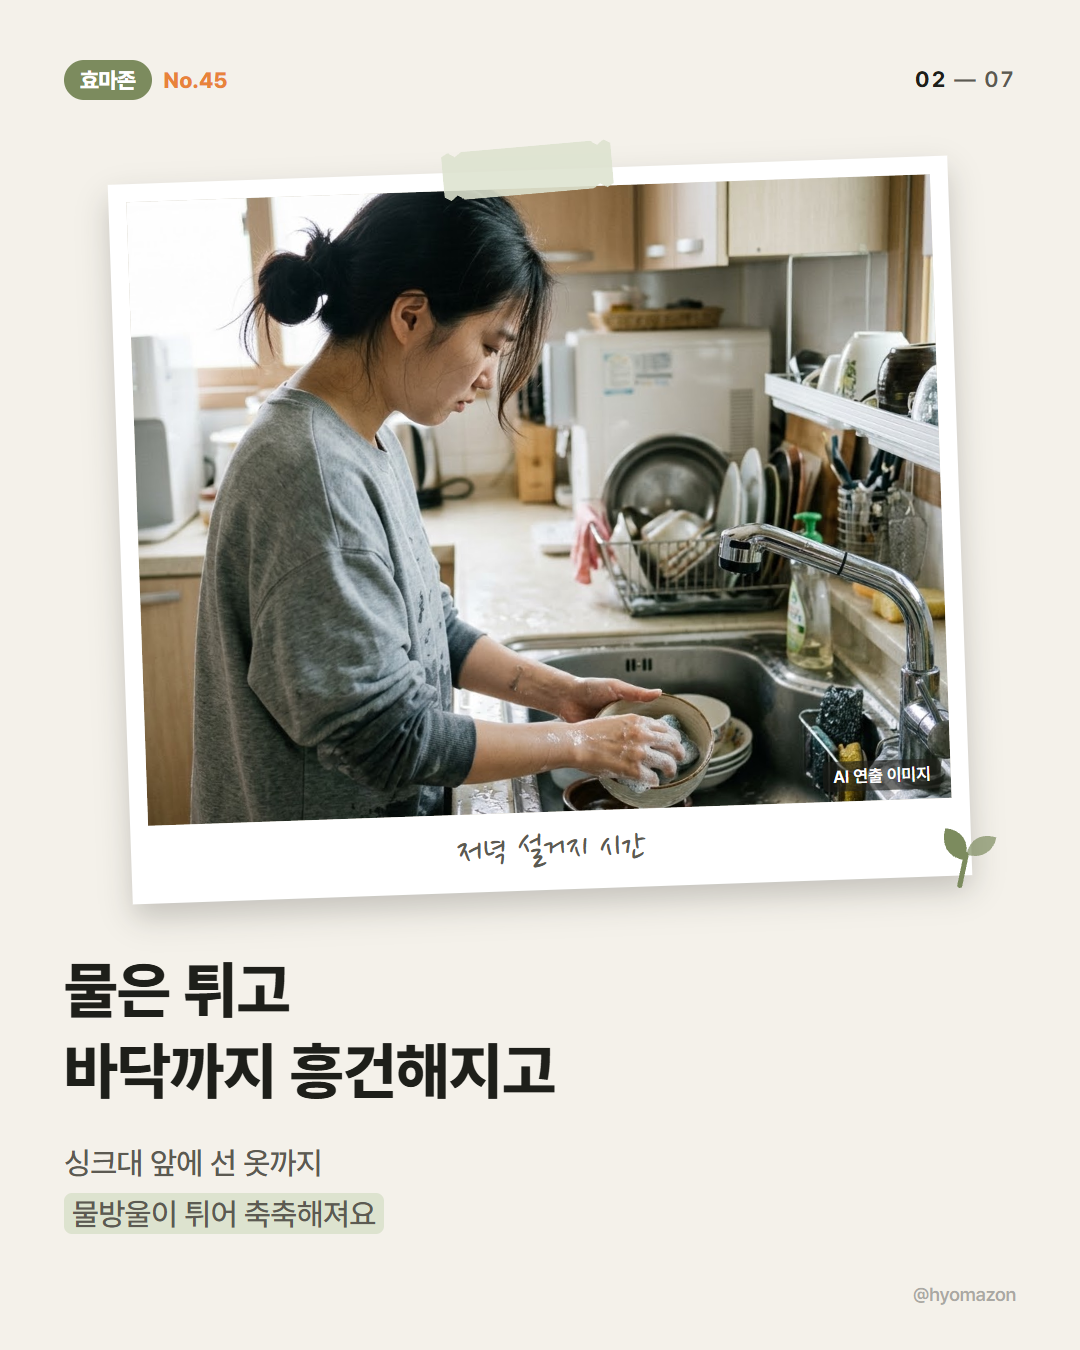 효마존 No.45
02 — 07
AI 연출 이미지
저녁 설거지 시간
물은 튀고
바닥까지 흥건해지고
싱크대 앞에 선 옷까지
물방울이 튀어 축축해져요
@hyomazon